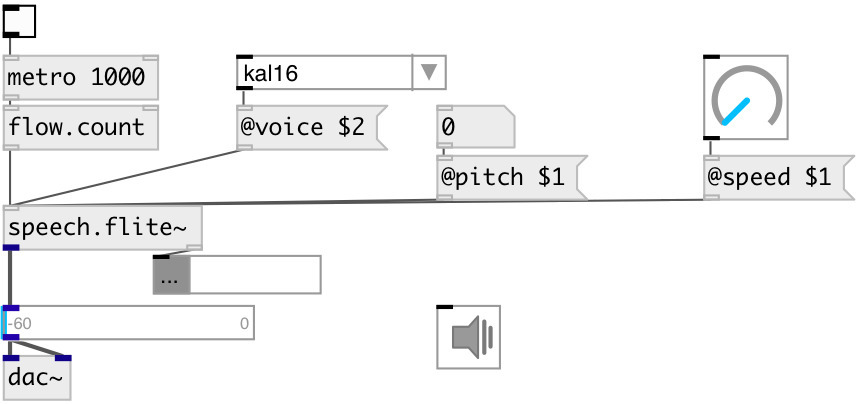 metro 1000
kal16
flow.count
@voice $2
0
@pitch $1
@speed $1
speech.flite~
...
-60
0
dac~